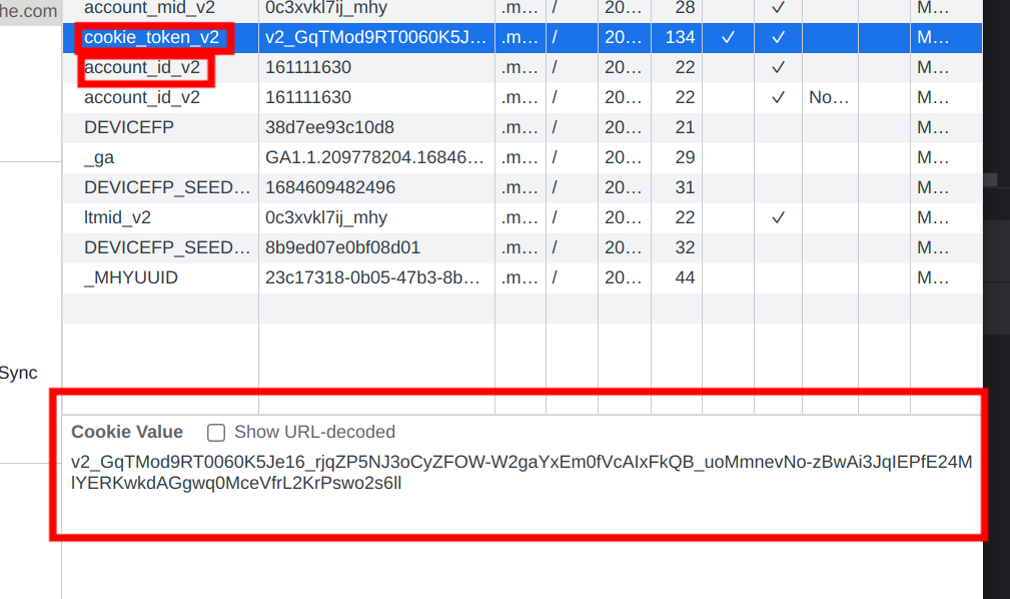 he.com
account_mid_v2 0c3xvkl7ij_mhy .m… / 20… 28 ✓ M…
cookie_token_v2 v2_GqTMod9RT0060K5J… .m… / 20… 134 ✓ ✓ M…
account_id_v2 161111630 .m… / 20… 22 ✓ M…
account_id_v2 161111630 .m… / 20… 22 ✓ No… M…
DEVICEFP 38d7ee93c10d8 .m… / 20… 21 M…
_ga GA1.1.209778204.16846… .m… / 20… 29 M…
DEVICEFP_SEED… 1684609482496 .m… / 20… 31 M…
ltmid_v2 0c3xvkl7ij_mhy .m… / 20… 22 ✓ M…
DEVICEFP_SEED… 8b9ed07e0bf08d01 .m… / 20… 32 M…
_MHYUUID 23c17318-0b05-47b3-8b… .m… / 20… 44 M…
Sync
Cookie Value Show URL-decoded
v2_GqTMod9RT0060K5Je16_rjqZP5NJ3oCyZFOW-W2gaYxEm0fVcAIxFkQB_uoMmnevNo-zBwAi3JqIEPfE24M
lYERKwkdAGgwq0MceVfrL2KrPswo2s6ll